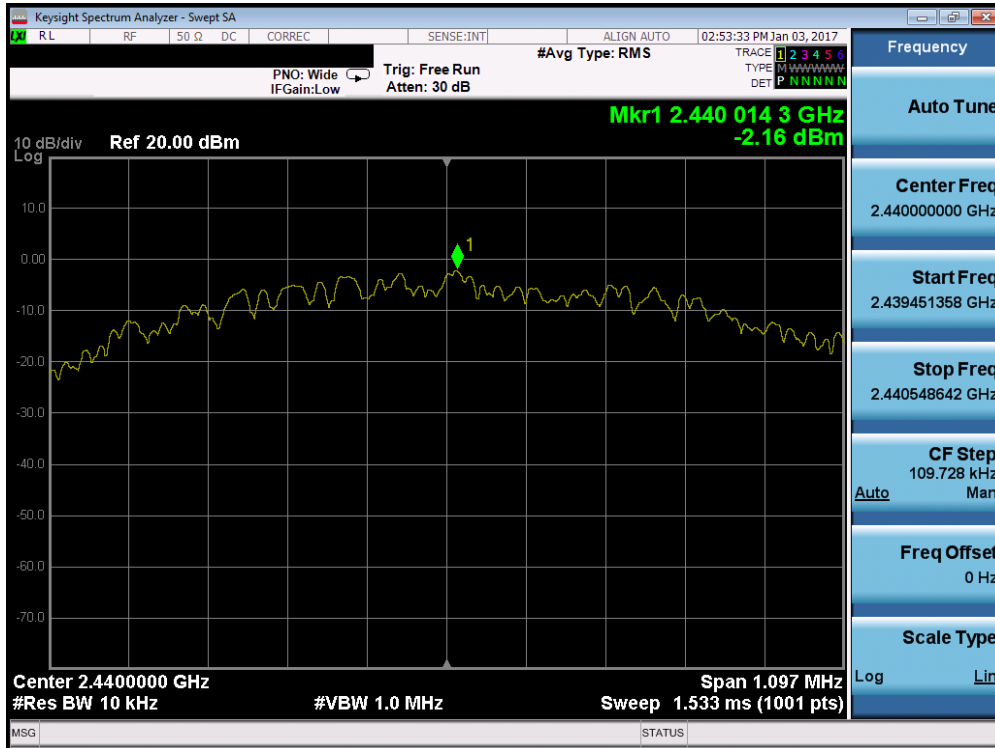 Keysight Spectrum Analyzer - Swept SA
LXI RL RF 50 Ω DC CORREC SENSE:INT ALIGN AUTO 02:53:33 PM Jan 03, 2017
Frequency
PNO: Wide Trig: Free Run #Avg Type: RMS TRACE 1 2 3 4 5 6
TYPE M WWWWW
IFGain:Low Atten: 30 dB DET P N N N N N
Auto Tune
Mkr1 2.440 014 3 GHz
-2.16 dBm
10 dB/div Ref 20.00 dBm
Log
1
10.0
0.00
-10.0
-20.0
-30.0
-40.0
-50.0
-60.0
-70.0
Center Freq
2.440000000 GHz
Start Freq
2.439451358 GHz
Stop Freq
2.440548642 GHz
CF Step
109.728 kHz
Auto Man
Freq Offset
0 Hz
Scale Type
Log Lin
Center 2.4400000 GHz Span 1.097 MHz
#Res BW 10 kHz #VBW 1.0 MHz Sweep 1.533 ms (1001 pts)
MSG STATUS